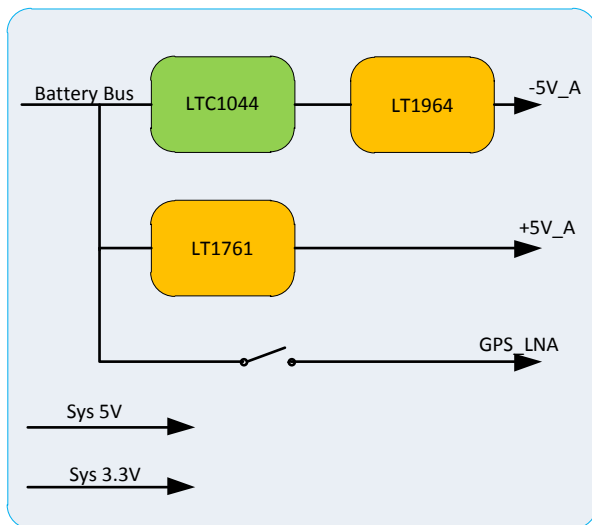 Battery Bus
LTC1044
LT1964
-5V_A
LT1761
+5V_A
GPS_LNA
Sys 5V
Sys 3.3V